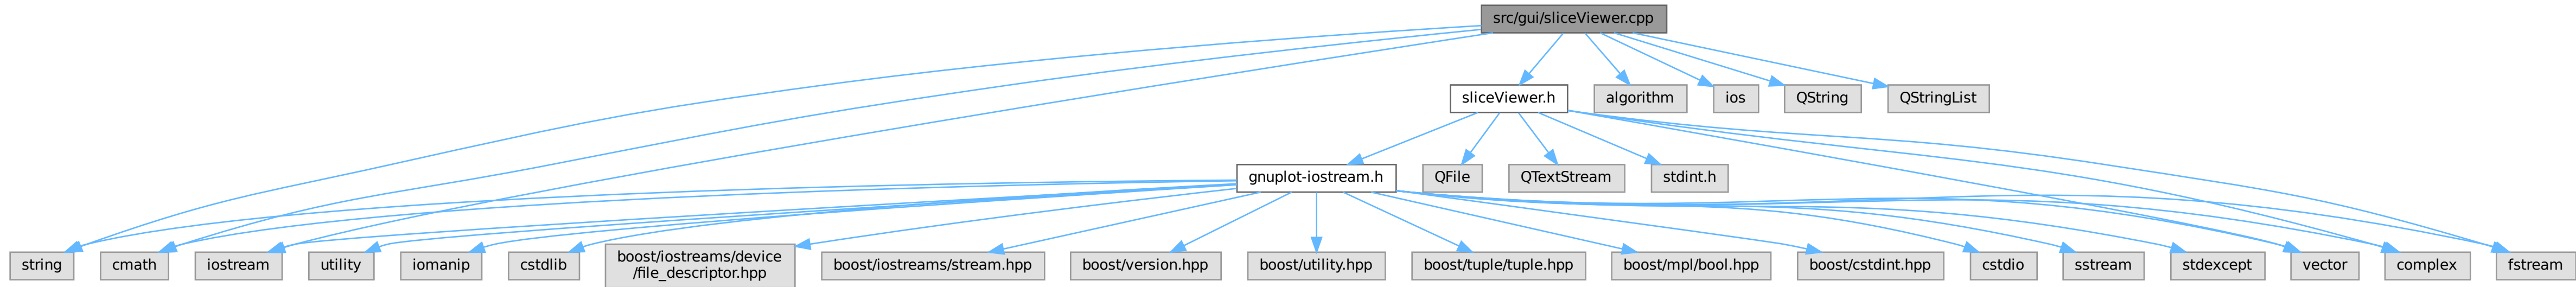 src/gui/sliceViewer.cpp
sliceViewer.h
algorithm
ios
QString
QStringList
gnuplot-iostream.h
QFile
QTextStream
stdint.h
string
cmath
iostream
utility
iomanip
cstdlib
boost/iostreams/device
/file_descriptor.hpp
boost/iostreams/stream.hpp
boost/version.hpp
boost/utility.hpp
boost/tuple/tuple.hpp
boost/mpl/bool.hpp
boost/cstdint.hpp
cstdio
sstream
stdexcept
vector
complex
fstream